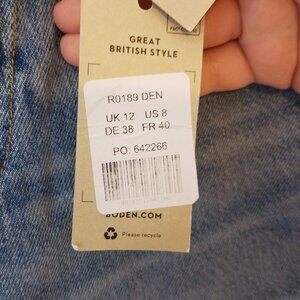 GREAT
BRITISH STYLE
R0189 DEN
UK 12 US 8
DE 38 FR 40
PO: 642266
BODEN.COM
Please recycle